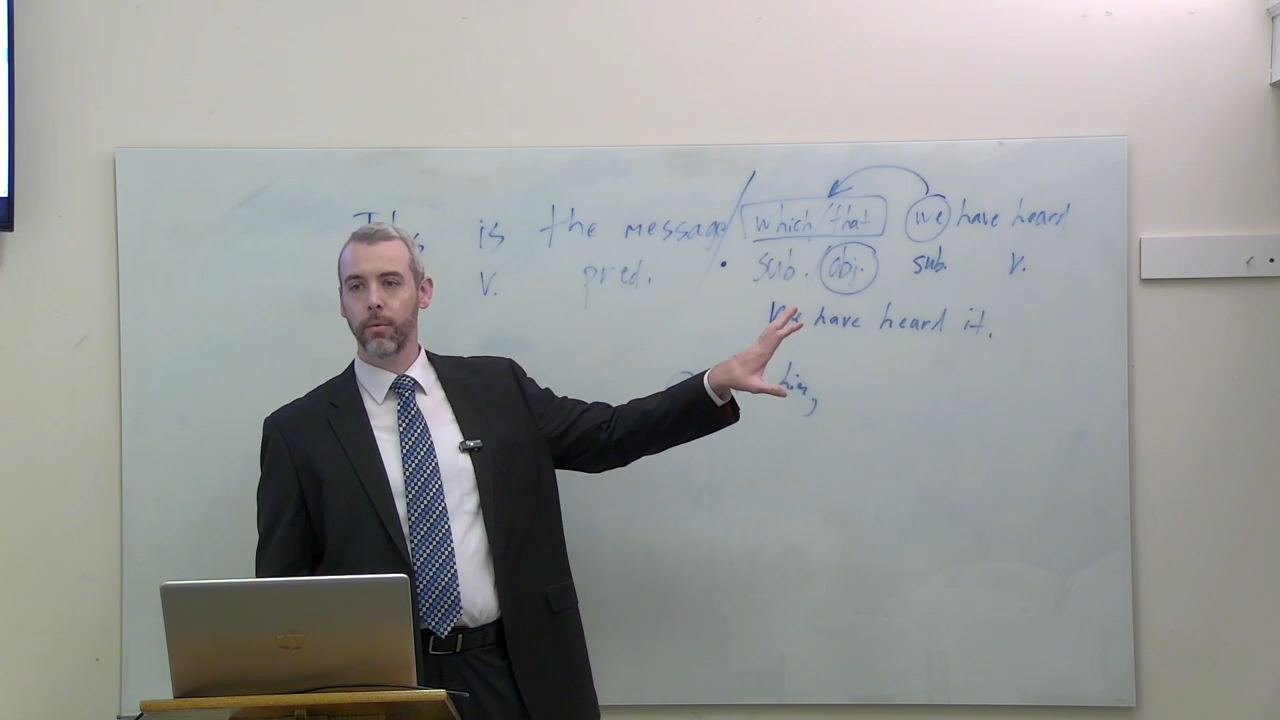 is the message which/that we have heard
v. pred. sub. obj. sub. v.
have heard it.